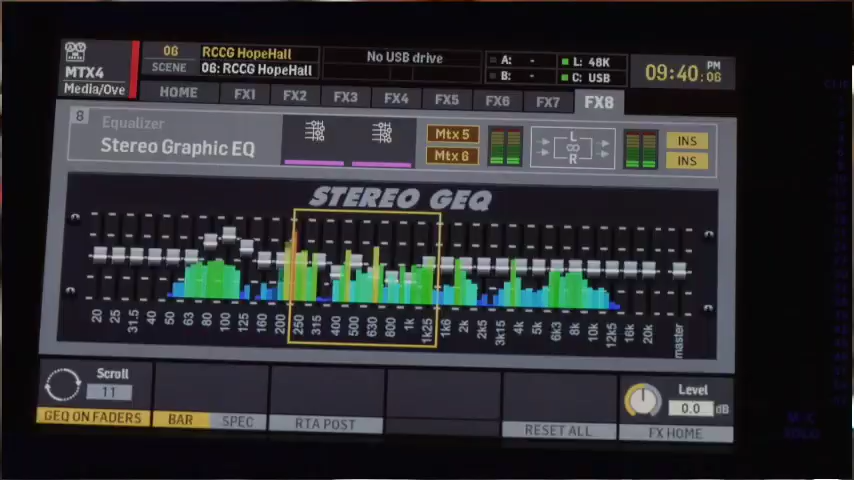 MTX4
Media/Ove
06
SCENE
RCCG HopeHall
06: RCCG HopeHall
No USB drive
A: -
B: -
L: 48K
C: USB
09:40:06 PM
HOME FX1 FX2 FX3 FX4 FX5 FX6 FX7 FX8
8
Equalizer
Stereo Graphic EQ
Mtx 5
Mtx 6
L
R
INS
INS
STEREO GEQ
20 25 31.5 40 50 63 80 100 125 160 200 250 315 400 500 630 800 1k 1k25 1k6 2k 2k5 3k15 4k 5k 6k3 8k 10k 12k5 16k 20k master
Scroll
11
GEQ ON FADERS
BAR SPEC
RTA POST
RESET ALL
Level
0.0 dB
FX HOME